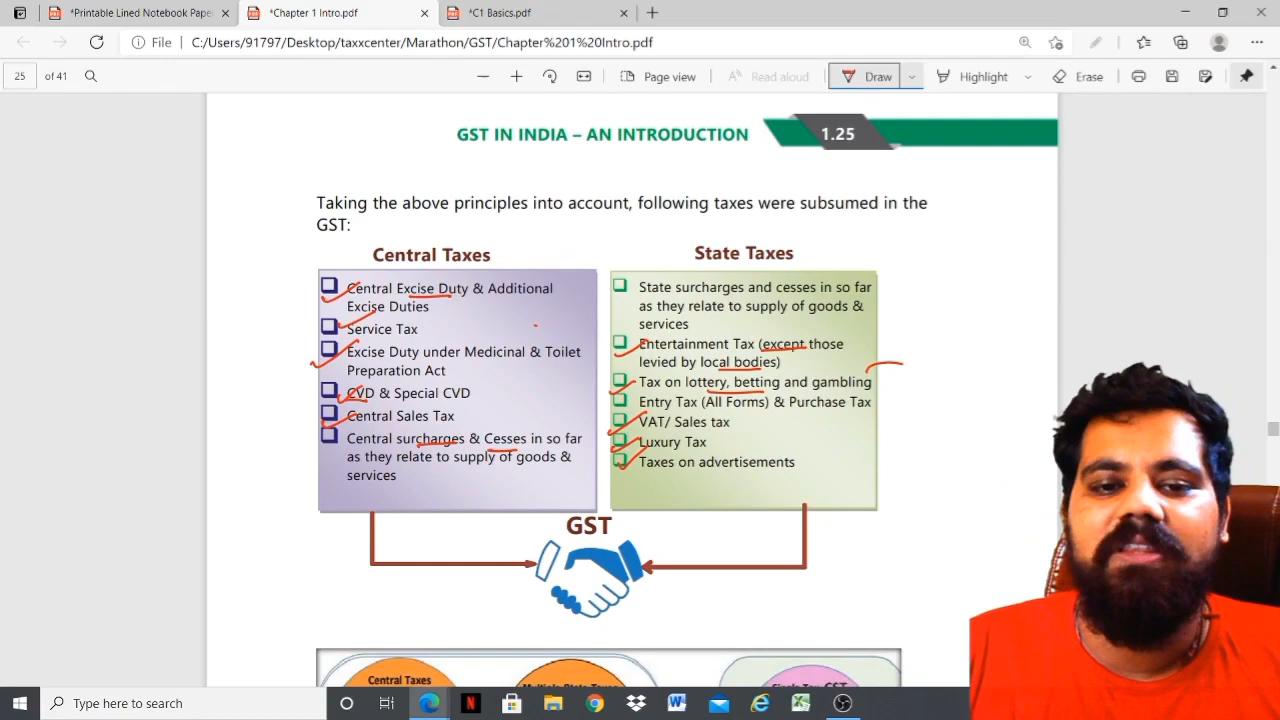 *Printable Lined Notebook Pape
*Chapter 1 Intro.pdf
*C1 Basics.pdf
File
C:/Users/91797/Desktop/taxxcenter/Marathon/GST/Chapter%201%20Intro.pdf
25 of 41
Page view
Read aloud
Draw
Highlight
Erase
GST IN INDIA – AN INTRODUCTION
1.25
Taking the above principles into account, following taxes were subsumed in the
GST:
Central Taxes
Central Excise Duty & Additional
Excise Duties
Service Tax
Excise Duty under Medicinal & Toilet
Preparation Act
CVD & Special CVD
Central Sales Tax
Central surcharges & Cesses in so far
as they relate to supply of goods &
services
State Taxes
State surcharges and cesses in so far
as they relate to supply of goods &
services
Entertainment Tax (except those
levied by local bodies)
Tax on lottery, betting and gambling
Entry Tax (All Forms) & Purchase Tax
VAT/ Sales tax
Luxury Tax
Taxes on advertisements
GST
Central Taxes
Multiple State Taxes
Single Tax GST
Type here to search